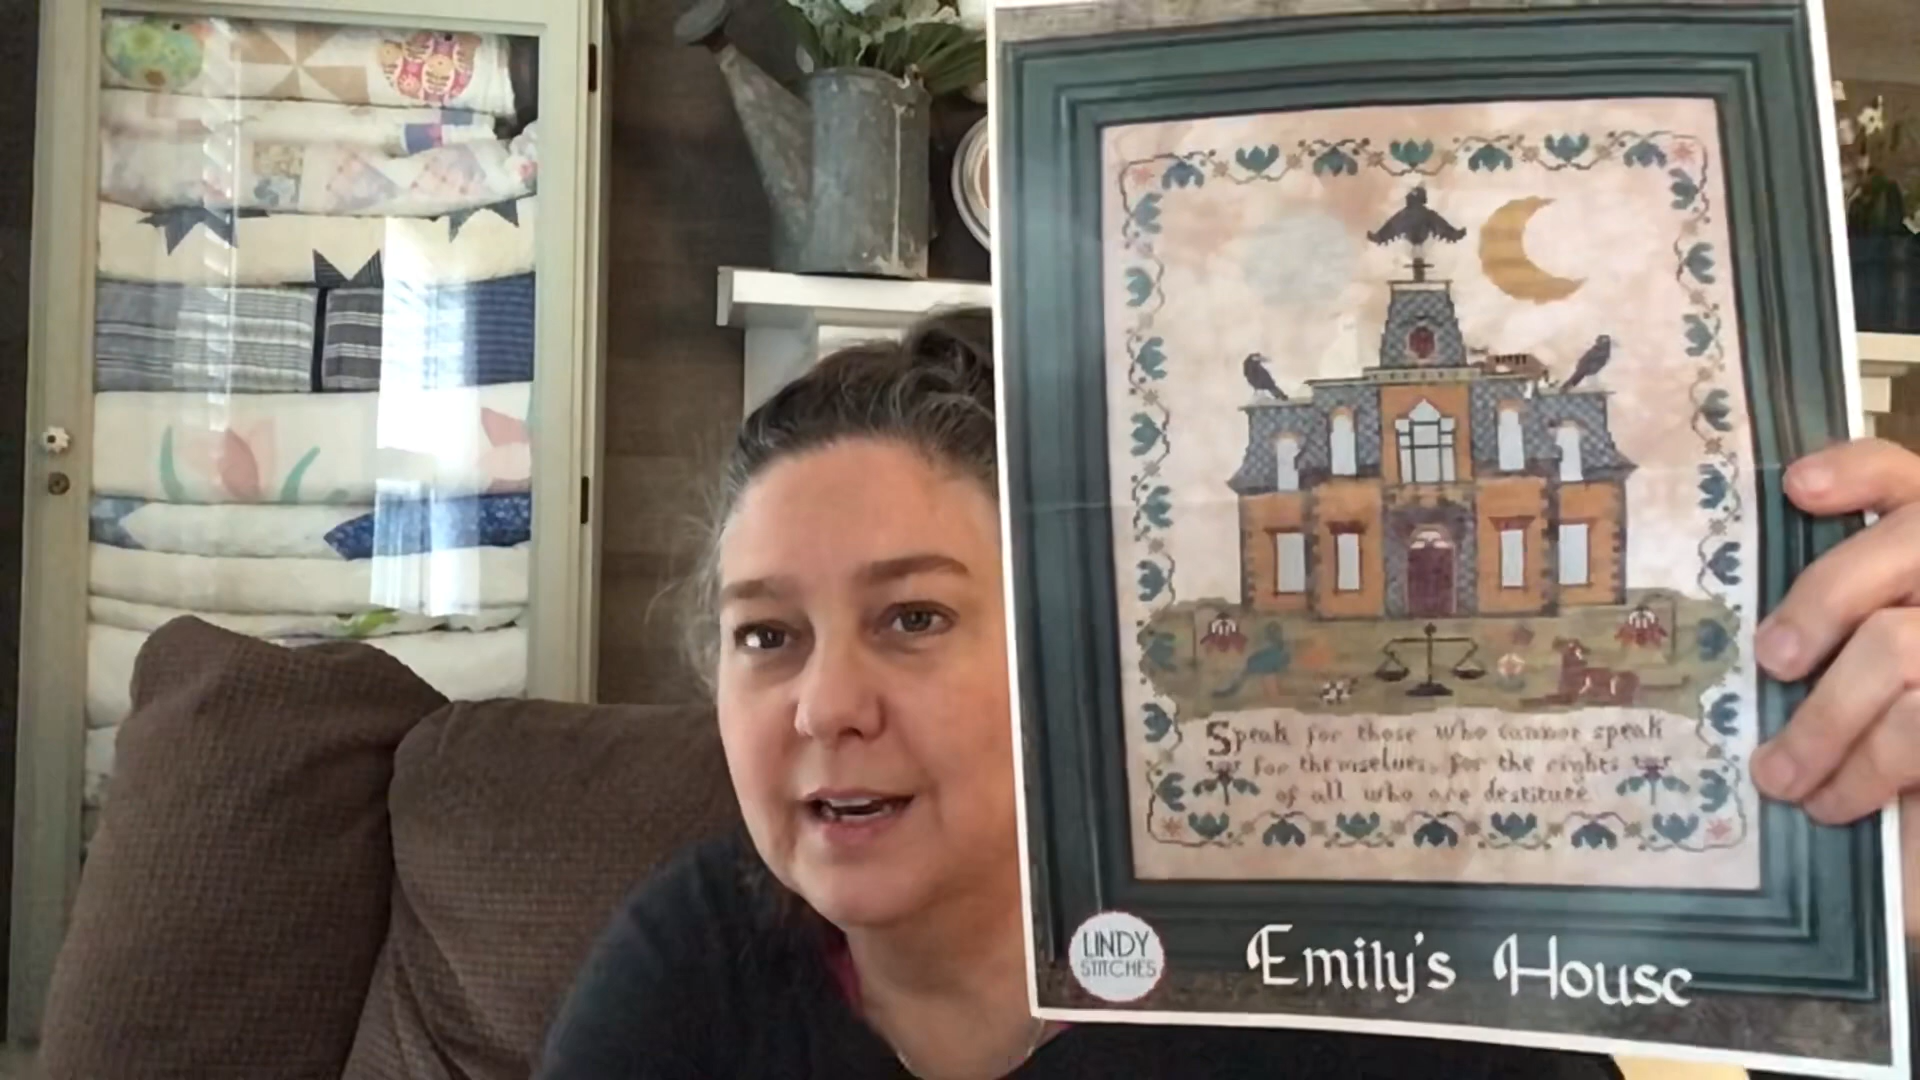 Speak for those who cannot speak
for themselves, for the rights
of all who are destitute.
LINDY
STITCHES
Emily's House